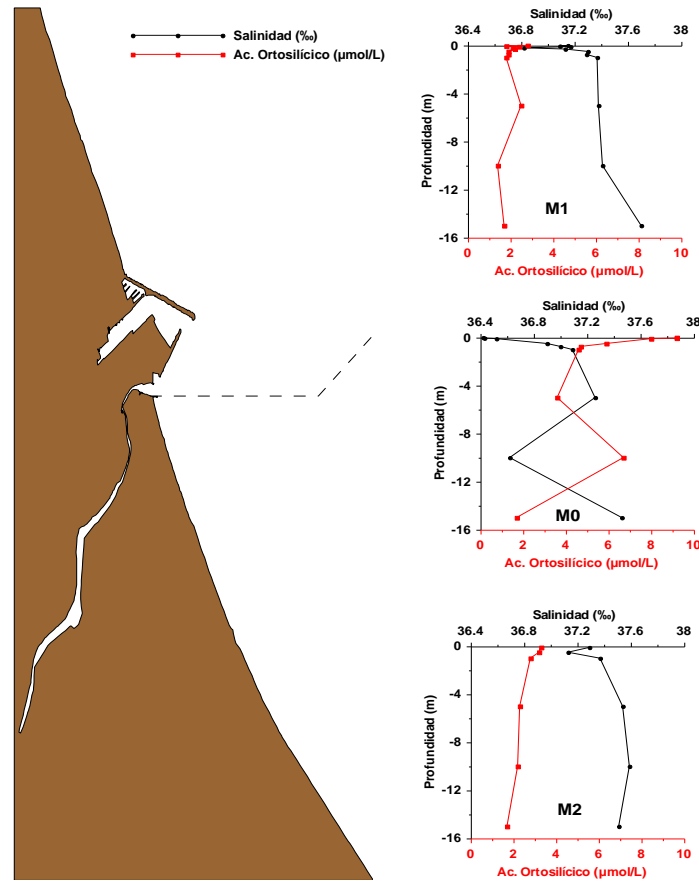 Salinidad (‰)
Ac. Ortosilícico (µmol/L)
Salinidad (‰)
36.4 36.8 37.2 37.6 38
Profundidad (m)
0
-4
-8
-12
-16
M1
0 2 4 6 8 10
Ac. Ortosilícico (µmol/L)
Salinidad (‰)
36.4 36.8 37.2 37.6 38
Profundidad (m)
0
-4
-8
-12
-16
M0
0 2 4 6 8 10
Ac. Ortosilícico (µmol/L)
Salinidad (‰)
36.4 36.8 37.2 37.6 38
Profundidad (m)
0
-4
-8
-12
-16
M2
0 2 4 6 8 10
Ac. Ortosilícico (µmol/L)